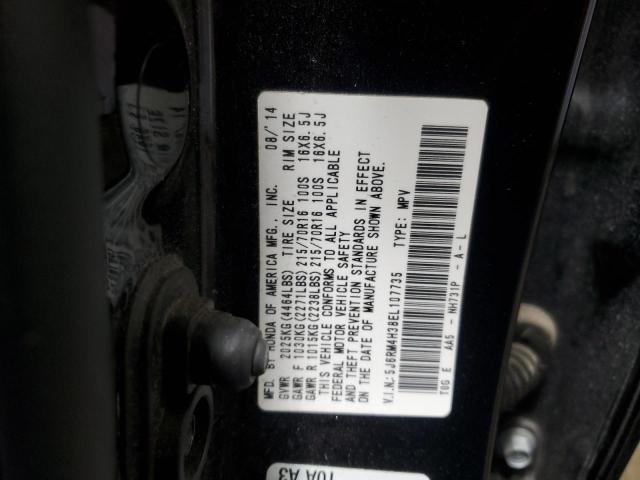 MFD. BY HONDA OF AMERICA MFG., INC. 08/'14
GVWR 2025KG(4464LBS) TIRE SIZE RIM SIZE
GAWR F 1030KG(2271LBS) 215/70R16 100S 16X6.5J
GAWR R 1015KG(2238LBS) 215/70R16 100S 16X6.5J
THIS VEHICLE CONFORMS TO ALL APPLICABLE
FEDERAL MOTOR VEHICLE SAFETY
AND THEFT PREVENTION STANDARDS IN EFFECT
ON THE DATE OF MANUFACTURE SHOWN ABOVE.
V.I.N.:5J6RM4H38EL107735 TYPE: MPV
T0G E AA5 - NH731P - A - L
T0A A3